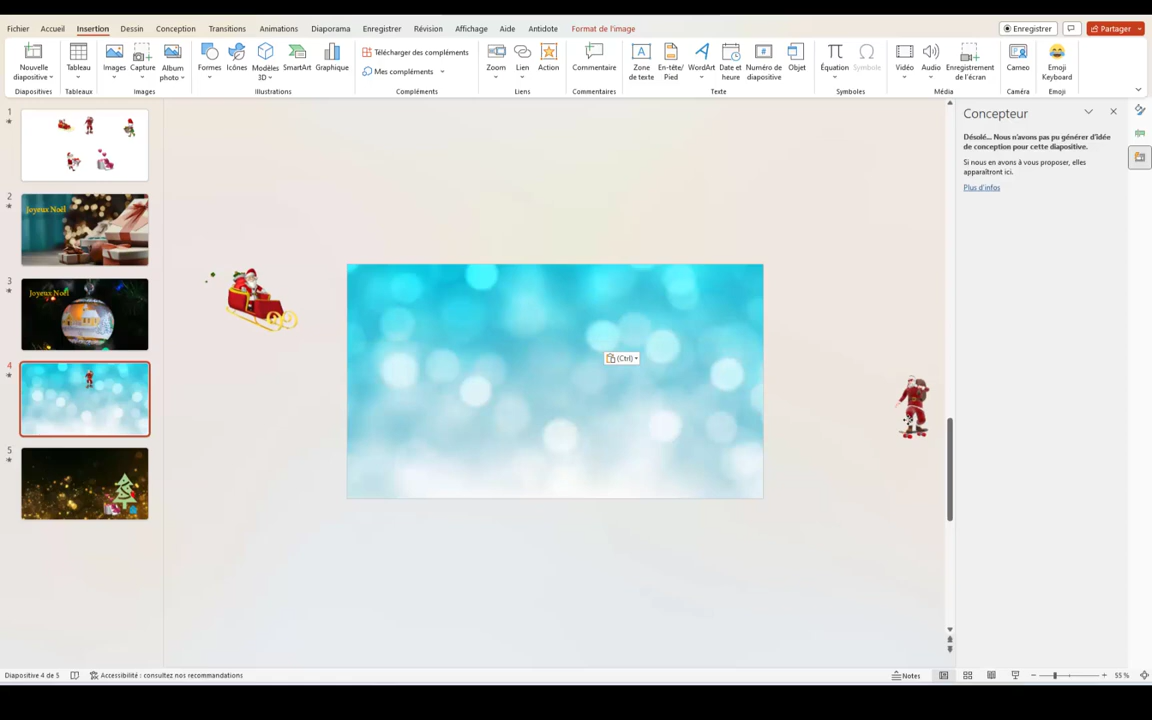 Fichier Accueil Insertion Dessin Conception Transitions Animations Diaporama Enregistrer Révision Affichage Aide Antidote Format de l'image Enregistrer Partager
Nouvelle diapositive
Tableau
Images
Capture
Album photo
Formes
Icônes
Modèles 3D
SmartArt
Graphique
Télécharger des compléments
Mes compléments
Zoom
Lien
Action
Commentaire
Zone de texte
En-tête/ Pied
WordArt
Date et heure
Numéro de diapositive
Objet
Équation
Symbole
Vidéo
Audio
Enregistrement de l'écran
Cameo
Emoji Keyboard
Diapositives Tableaux Images Illustrations Compléments Liens Commentaires Texte Symboles Média Caméra Emoji
1
2
Joyeux Noël
3
Joyeux Noël
4
5
(Ctrl)
Concepteur
Désolé... Nous n'avons pas pu générer d'idée
de conception pour cette diapositive.
Si nous en avons à vous proposer, elles
apparaîtront ici.
Plus d'infos
Diapositive 4 de 5 Accessibilité : consultez nos recommandations Notes 55 %